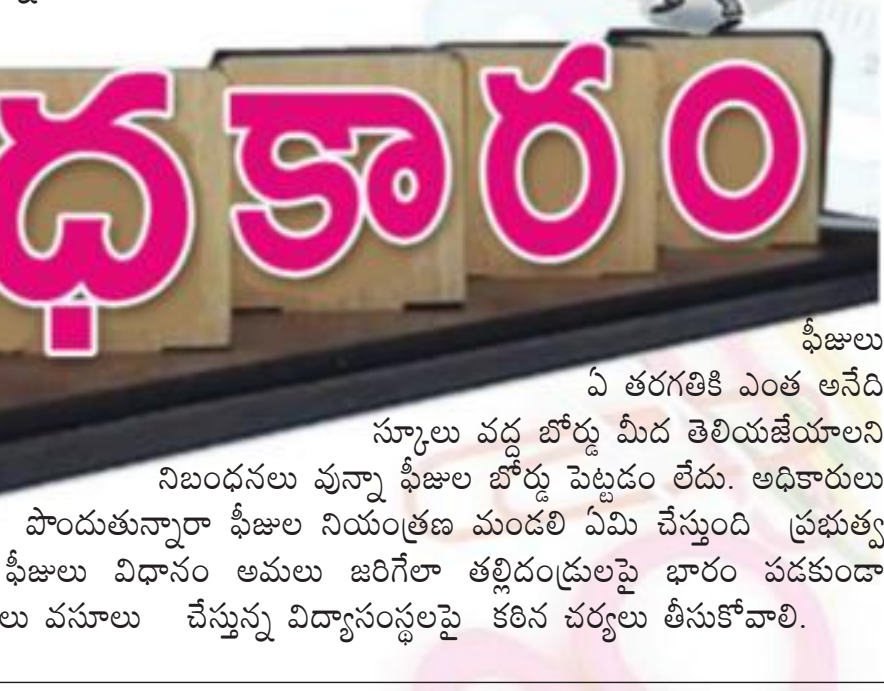 ధకారం
ఫీజులు
ఏ తరగతికి ఎంత అనేది
స్కూలు వద్ద బోర్డు మీద తెలియజేయాలని
నిబంధనలు వున్నా ఫీజుల బోర్డు పెట్టడం లేదు. అధికారులు
పొందుతున్నారా ఫీజుల నియంత్రణ మండలి ఏమి చేస్తుంది ప్రభుత్వ
ఫీజులు విధానం అమలు జరిగేలా తల్లిదండ్రులపై భారం పడకుండా
లు వసూలు చేస్తున్న విద్యాసంస్థలపై కఠిన చర్యలు తీసుకోవాలి.